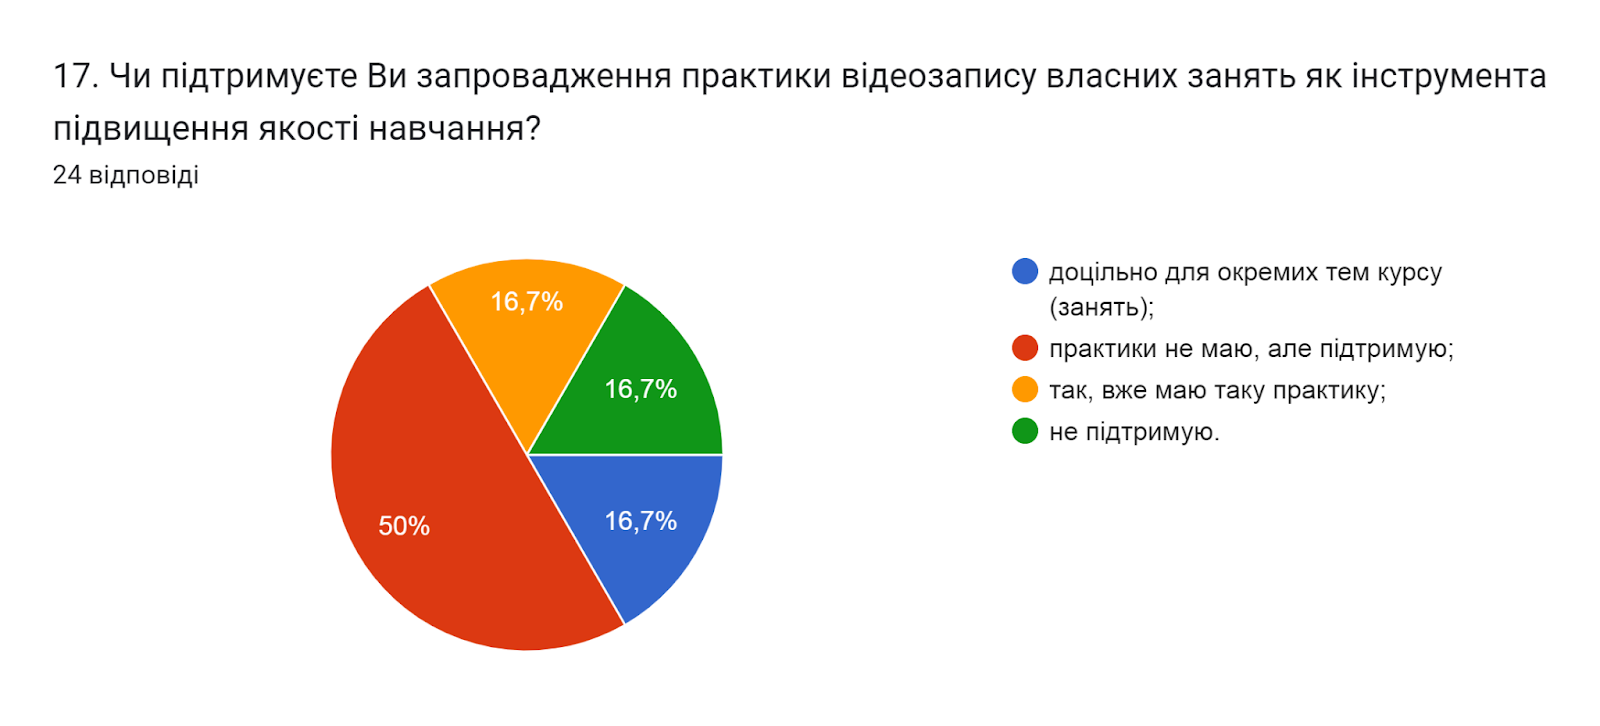 17. Чи підтримуєте Ви запровадження практики відеозапису власних занять як інструмента
підвищення якості навчання?
24 відповіді
16,7%
16,7%
50%
16,7%
доцільно для окремих тем курсу
(занять);
практики не маю, але підтримую;
так, вже маю таку практику;
не підтримую.